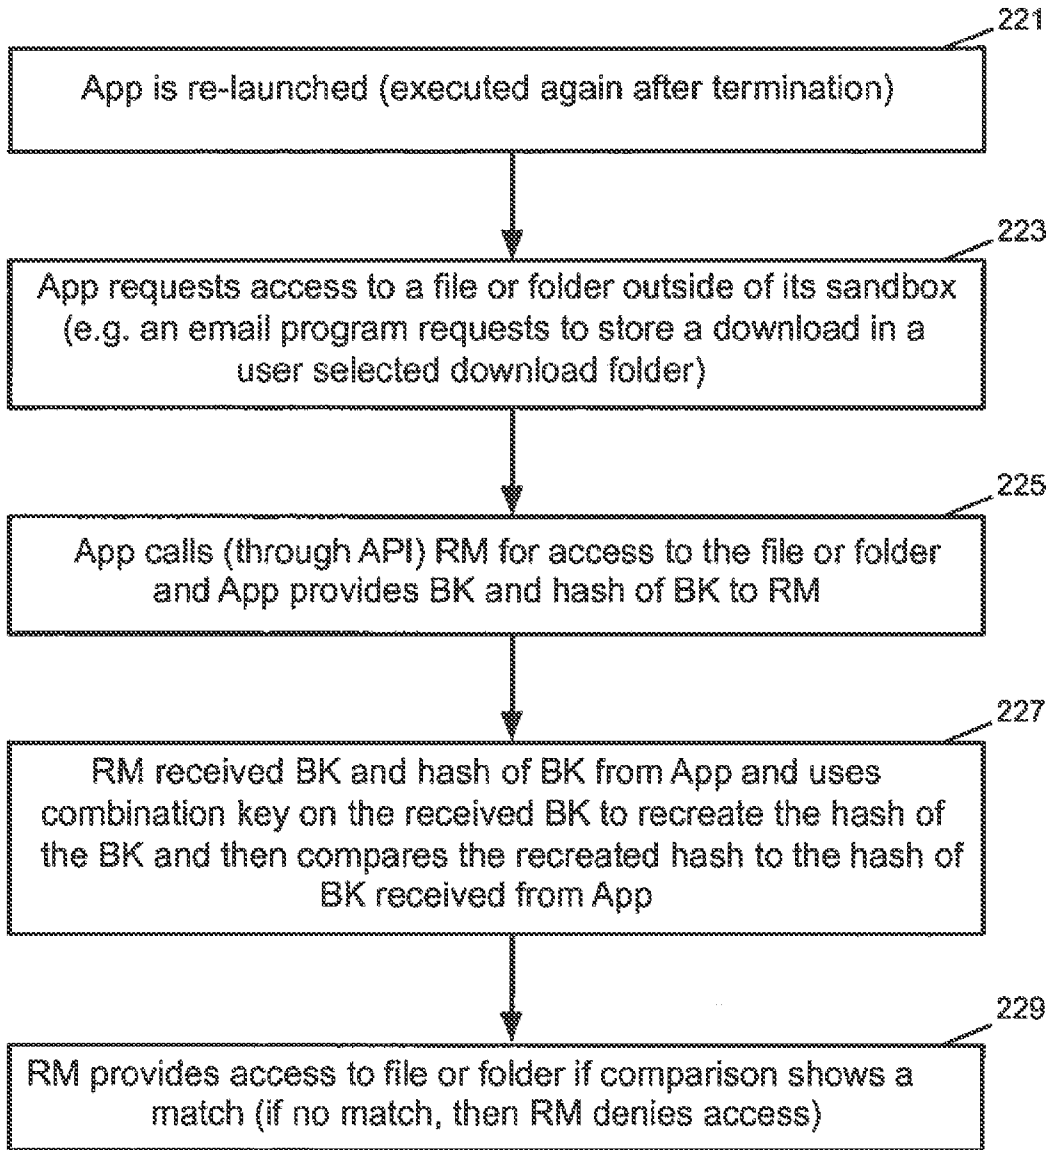 221
App is re-launched (executed again after termination)
223
App requests access to a file or folder outside of its sandbox
(e.g. an email program requests to store a download in a
user selected download folder)
225
App calls (through API) RM for access to the file or folder
and App provides BK and hash of BK to RM
227
RM received BK and hash of BK from App and uses
combination key on the received BK to recreate the hash of
the BK and then compares the recreated hash to the hash of
BK received from App
229
RM provides access to file or folder if comparison shows a
match (if no match, then RM denies access)